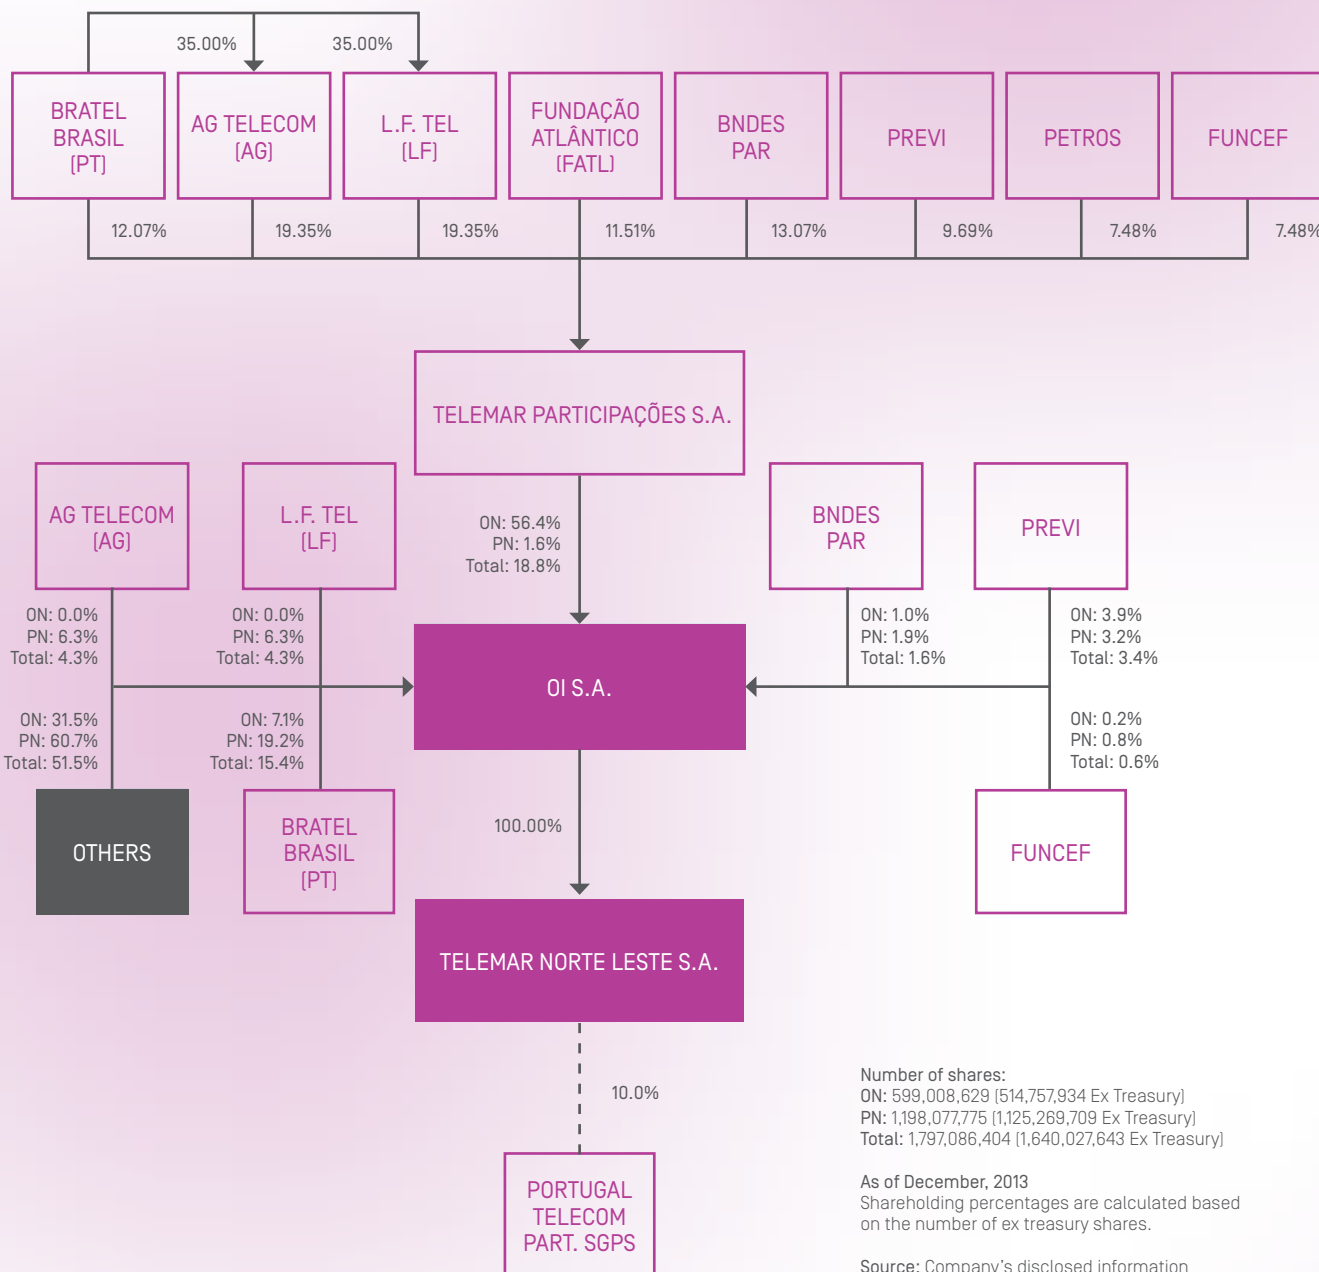 35.00%
35.00%
BRATEL
BRASIL
(PT)
AG TELECOM
(AG)
L.F. TEL
(LF)
FUNDAÇÃO
ATLÂNTICO
(FATL)
BNDES
PAR
PREVI
PETROS
FUNCEF
12.07%
19.35%
19.35%
11.51%
13.07%
9.69%
7.48%
7.48%
TELEMAR PARTICIPAÇÕES S.A.
AG TELECOM
(AG)
L.F. TEL
(LF)
ON: 56.4%
PN: 1.6%
Total: 18.8%
BNDES
PAR
PREVI
ON: 0.0%
PN: 6.3%
Total: 4.3%
ON: 0.0%
PN: 6.3%
Total: 4.3%
ON: 1.0%
PN: 1.9%
Total: 1.6%
ON: 3.9%
PN: 3.2%
Total: 3.4%
OI S.A.
ON: 31.5%
PN: 60.7%
Total: 51.5%
ON: 7.1%
PN: 19.2%
Total: 15.4%
ON: 0.2%
PN: 0.8%
Total: 0.6%
OTHERS
BRATEL
BRASIL
(PT)
100.00%
FUNCEF
TELEMAR NORTE LESTE S.A.
10.0%
PORTUGAL
TELECOM
PART. SGPS
Number of shares:
ON: 599,008,629 (514,757,934 Ex Treasury)
PN: 1,198,077,775 (1,125,269,709 Ex Treasury)
Total: 1,797,086,404 (1,640,027,643 Ex Treasury)
As of December, 2013
Shareholding percentages are calculated based
on the number of ex treasury shares.
Source: Company's disclosed information